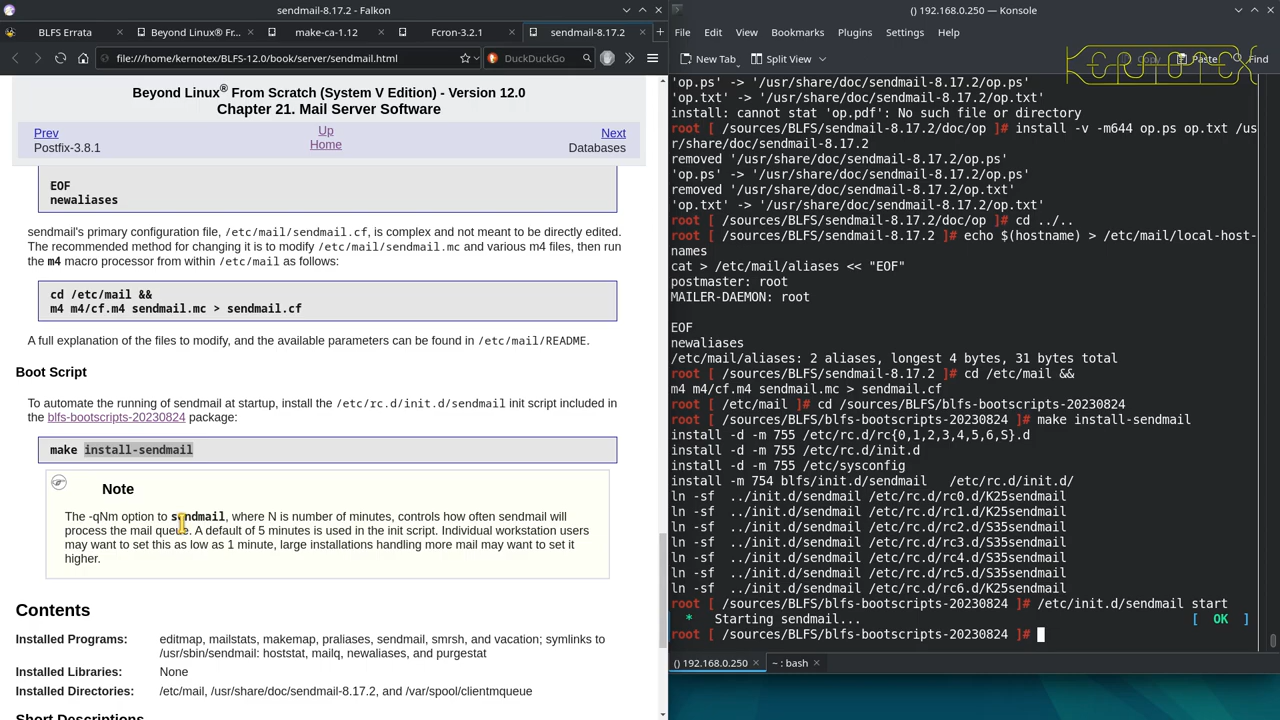 sendmail-8.17.2 - Falkon
BLFS Errata
Beyond Linux® Fr...
make-ca-1.12
Fcron-3.2.1
sendmail-8.17.2
file:///home/kernotex/BLFS-12.0/book/server/sendmail.html
DuckDuckGo
Beyond Linux® From Scratch (System V Edition) - Version 12.0
Chapter 21. Mail Server Software
Prev
Up
Next
Postfix-3.8.1
Home
Databases
EOF
newaliases
sendmail's primary configuration file, /etc/mail/sendmail.cf, is complex and not meant to be directly edited.
The recommended method for changing it is to modify /etc/mail/sendmail.mc and various m4 files, then run
the m4 macro processor from within /etc/mail as follows:
cd /etc/mail &&
m4 m4/cf.m4 sendmail.mc > sendmail.cf
A full explanation of the files to modify, and the available parameters can be found in /etc/mail/README.
Boot Script
To automate the running of sendmail at startup, install the /etc/rc.d/init.d/sendmail init script included in
the blfs-bootscripts-20230824 package:
make install-sendmail
Note
The -qNm option to sendmail, where N is number of minutes, controls how often sendmail will
process the mail queue. A default of 5 minutes is used in the init script. Individual workstation users
may want to set this as low as 1 minute, large installations handling more mail may want to set it
higher.
Contents
Installed Programs: editmap, mailstats, makemap, praliases, sendmail, smrsh, and vacation; symlinks to
/usr/sbin/sendmail: hoststat, mailq, newaliases, and purgestat
Installed Libraries: None
Installed Directories: /etc/mail, /usr/share/doc/sendmail-8.17.2, and /var/spool/clientmqueue
Short Descriptions
() 192.168.0.250 — Konsole
File Edit View Bookmarks Plugins Settings Help
New Tab
Split View
Copy
Paste
Find
Kernotex
'op.ps' -> '/usr/share/doc/sendmail-8.17.2/op.ps'
'op.txt' -> '/usr/share/doc/sendmail-8.17.2/op.txt'
install: cannot stat 'op.pdf': No such file or directory
root [ /sources/BLFS/sendmail-8.17.2/doc/op ]# install -v -m644 op.ps op.txt /us
r/share/doc/sendmail-8.17.2
removed '/usr/share/doc/sendmail-8.17.2/op.ps'
'op.ps' -> '/usr/share/doc/sendmail-8.17.2/op.ps'
removed '/usr/share/doc/sendmail-8.17.2/op.txt'
'op.txt' -> '/usr/share/doc/sendmail-8.17.2/op.txt'
root [ /sources/BLFS/sendmail-8.17.2/doc/op ]# cd ../..
root [ /sources/BLFS/sendmail-8.17.2 ]# echo $(hostname) > /etc/mail/local-host-
names
cat > /etc/mail/aliases << "EOF"
postmaster: root
MAILER-DAEMON: root
EOF
newaliases
/etc/mail/aliases: 2 aliases, longest 4 bytes, 31 bytes total
root [ /sources/BLFS/sendmail-8.17.2 ]# cd /etc/mail &&
m4 m4/cf.m4 sendmail.mc > sendmail.cf
root [ /etc/mail ]# cd /sources/BLFS/blfs-bootscripts-20230824
root [ /sources/BLFS/blfs-bootscripts-20230824 ]# make install-sendmail
install -d -m 755 /etc/rc.d/rc{0,1,2,3,4,5,6,S}.d
install -d -m 755 /etc/rc.d/init.d
install -d -m 755 /etc/sysconfig
install -m 754 blfs/init.d/sendmail   /etc/rc.d/init.d/
ln -sf  ../init.d/sendmail /etc/rc.d/rc0.d/K25sendmail
ln -sf  ../init.d/sendmail /etc/rc.d/rc1.d/K25sendmail
ln -sf  ../init.d/sendmail /etc/rc.d/rc2.d/K25sendmail
ln -sf  ../init.d/sendmail /etc/rc.d/rc3.d/S35sendmail
ln -sf  ../init.d/sendmail /etc/rc.d/rc4.d/S35sendmail
ln -sf  ../init.d/sendmail /etc/rc.d/rc5.d/S35sendmail
ln -sf  ../init.d/sendmail /etc/rc.d/rc6.d/K25sendmail
root [ /sources/BLFS/blfs-bootscripts-20230824 ]# /etc/init.d/sendmail start
*   Starting sendmail... [ OK ]
root [ /sources/BLFS/blfs-bootscripts-20230824 ]#
() 192.168.0.250
~ : bash